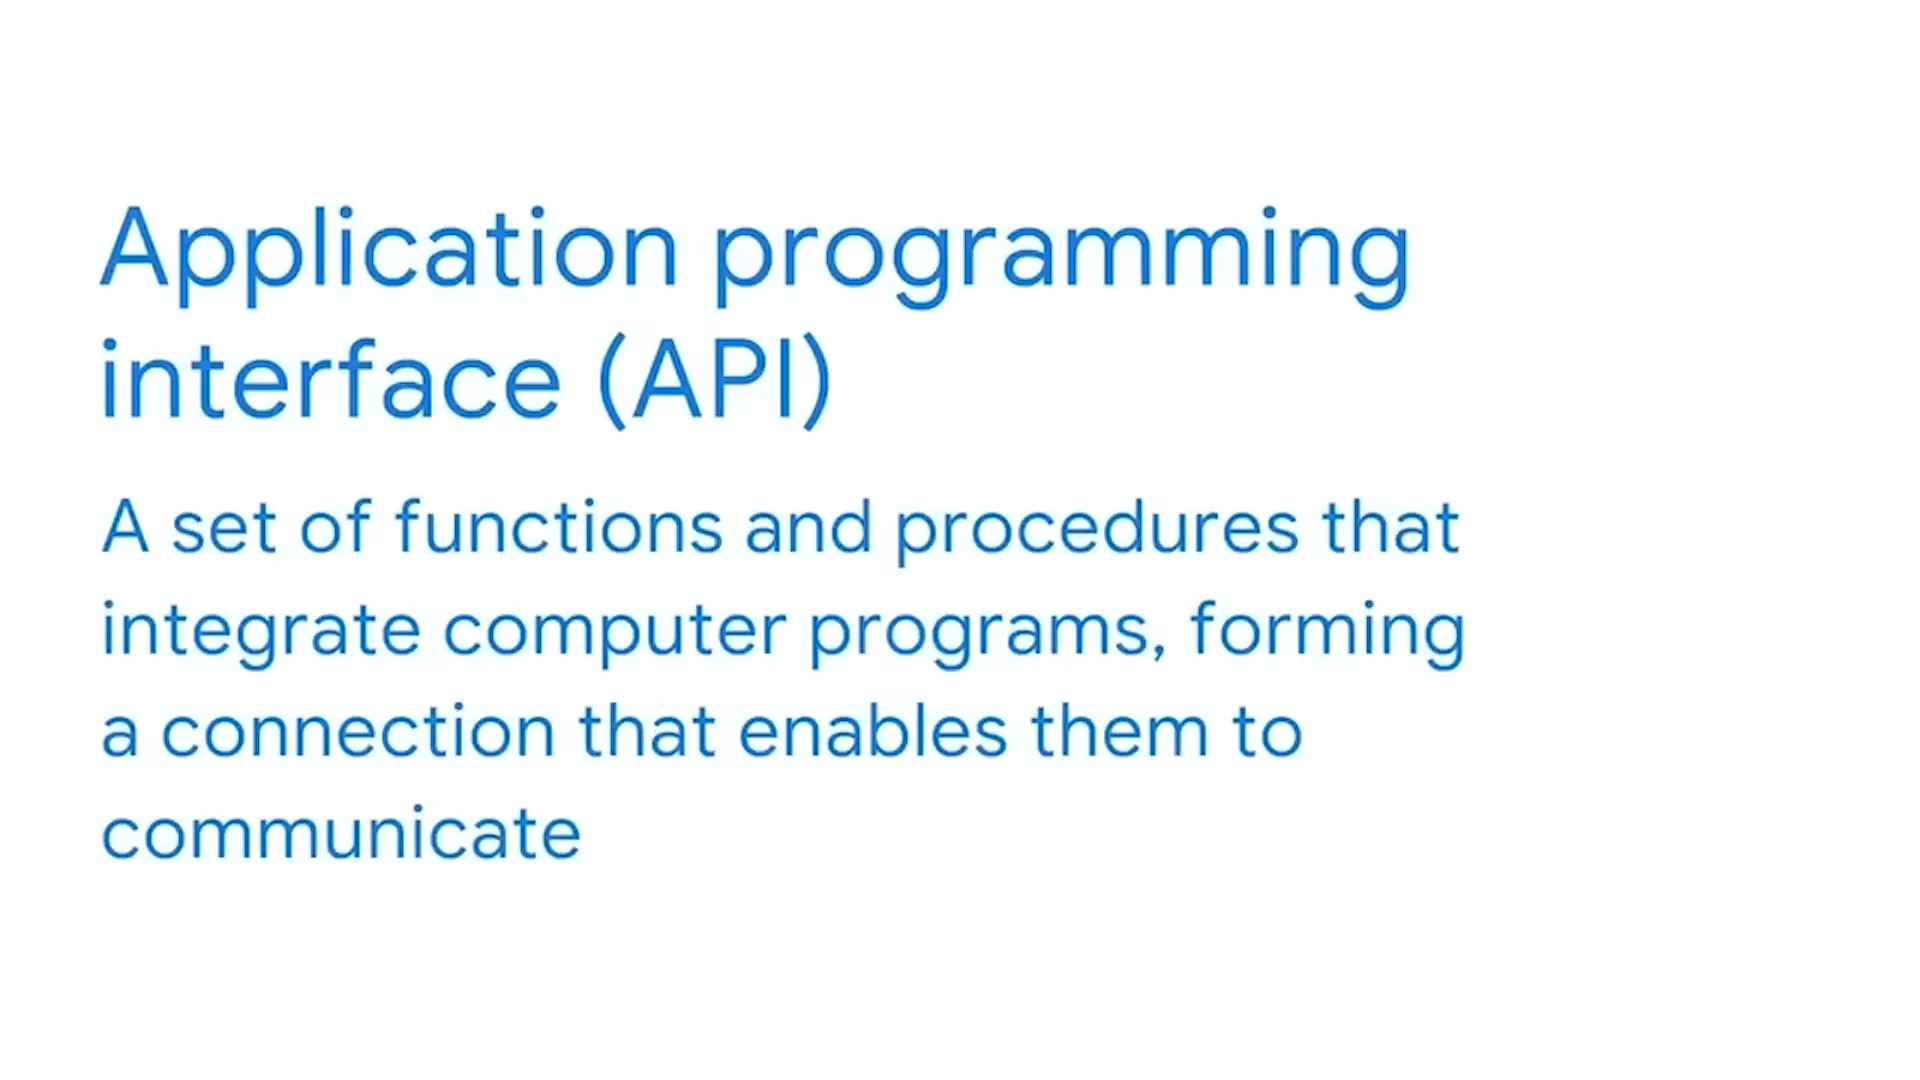 Application programming
interface (API)
A set of functions and procedures that
integrate computer programs, forming
a connection that enables them to
communicate